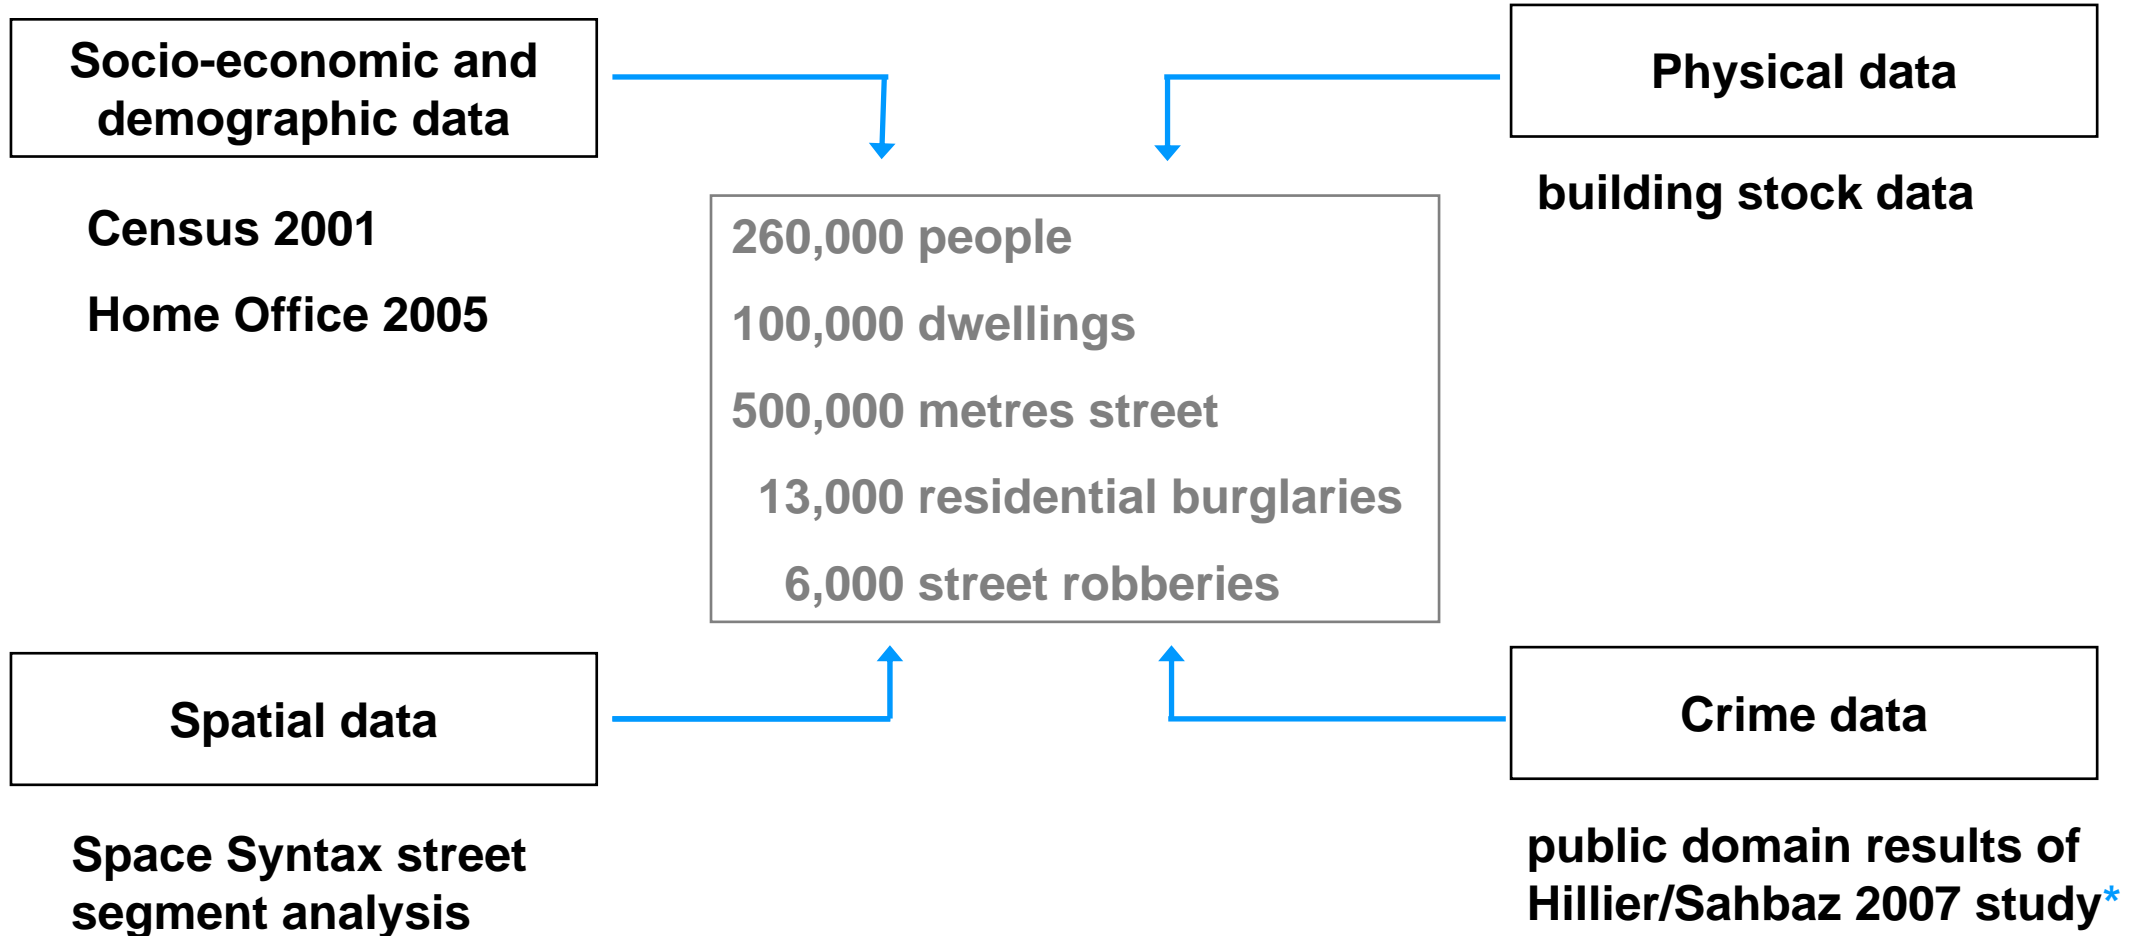 Socio-economic and
demographic data
Census 2001
Home Office 2005
Physical data
building stock data
260,000 people
100,000 dwellings
500,000 metres street
13,000 residential burglaries
6,000 street robberies
Spatial data
Space Syntax street
segment analysis
Crime data
public domain results of
Hillier/Sahbaz 2007 study*